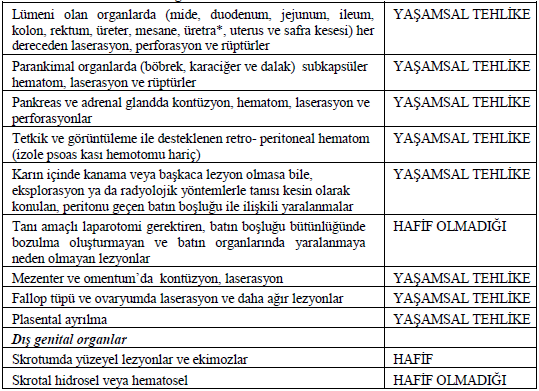 Lümeni olan organlarda (mide, duodenum, jejunum, ileum, YAŞAMSAL TEHLİKE
kolon, rektum, üreter, mesane, üretra*, uterus ve safra kesesi) her
dereceden laserasyon, perforasyon ve rüptürler
Parankimal organlarda (böbrek, karaciğer ve dalak) subkapsüler YAŞAMSAL TEHLİKE
hematom, laserasyon ve rüptürler
Pankreas ve adrenal glandda kontüzyon, hematom, laserasyon ve YAŞAMSAL TEHLİKE
perforasyonlar
Tetkik ve görüntüleme ile desteklenen retro- peritoneal hematom YAŞAMSAL TEHLİKE
(izole psoas kası hemotomu hariç)
Karın içinde kanama veya başkaca lezyon olmasa bile, YAŞAMSAL TEHLİKE
eksplorasyon ya da radyolojik yöntemlerle tanısı kesin olarak
konulan, peritonu geçen batın boşluğu ile ilişkili yaralanmalar
Tanı amaçlı laparotomi gerektiren, batın boşluğu bütünlüğünde HAFİF OLMADIĞI
bozulma oluşturmayan ve batın organlarında yaralanmaya
neden olmayan lezyonlar
Mezenter ve omentum’da kontüzyon, laserasyon YAŞAMSAL TEHLİKE
Fallop tüpü ve ovaryumda laserasyon ve daha ağır lezyonlar YAŞAMSAL TEHLİKE
Plasental ayrılma YAŞAMSAL TEHLİKE
Dış genital organlar
Skrotumda yüzeyel lezyonlar ve ekimozlar HAFİF
Skrotal hidrosel veya hematosel HAFİF OLMADIĞI